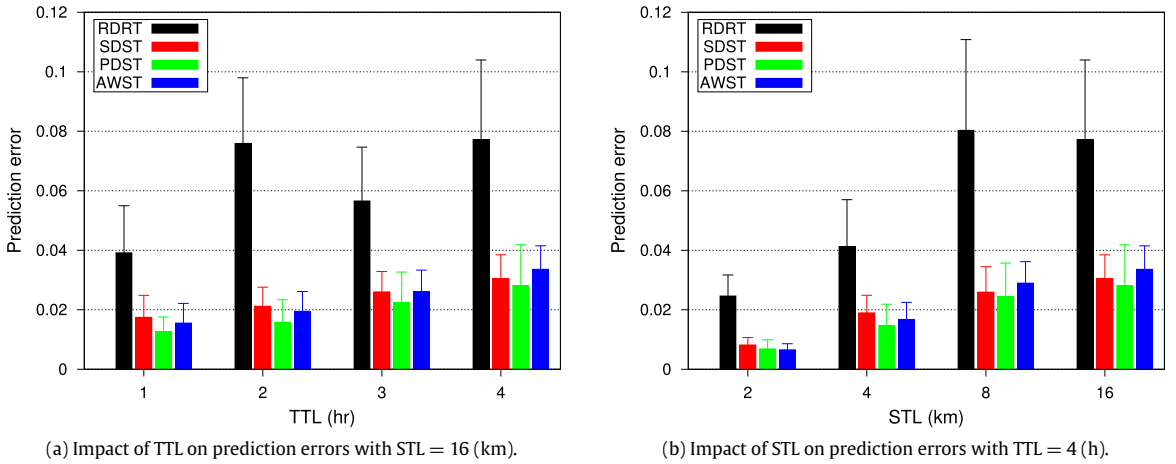 0.12
0.1
0.08
0.06
0.04
0.02
0
Prediction error
RDRT
SDST
PDST
AWST
1 2 3 4
TTL (hr)
(a) Impact of TTL on prediction errors with STL = 16 (km).
0.12
0.1
0.08
0.06
0.04
0.02
0
Prediction error
RDRT
SDST
PDST
AWST
2 4 8 16
STL (km)
(b) Impact of STL on prediction errors with TTL = 4 (h).